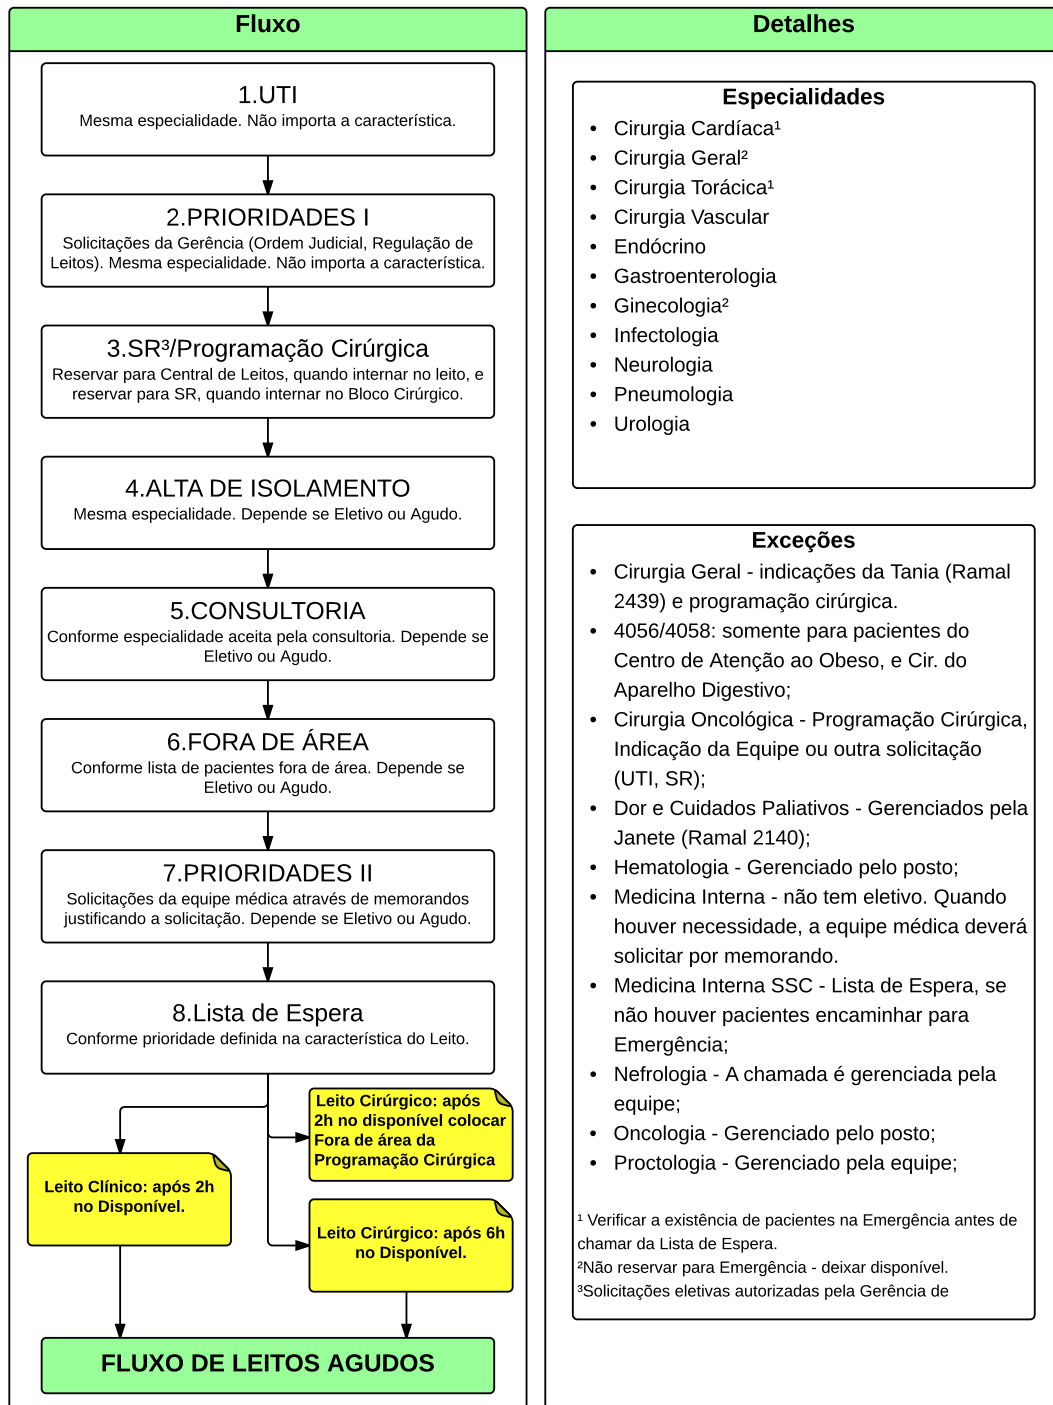 Fluxo
1.UTI
Mesma especialidade. Não importa a característica.
2.PRIORIDADES I
Solicitações da Gerência (Ordem Judicial, Regulação de
Leitos). Mesma especialidade. Não importa a característica.
3.SR³/Programação Cirúrgica
Reservar para Central de Leitos, quando internar no leito, e
reservar para SR, quando internar no Bloco Cirúrgico.
4.ALTA DE ISOLAMENTO
Mesma especialidade. Depende se Eletivo ou Agudo.
5.CONSULTORIA
Conforme especialidade aceita pela consultoria. Depende se
Eletivo ou Agudo.
6.FORA DE ÁREA
Conforme lista de pacientes fora de área. Depende se
Eletivo ou Agudo.
7.PRIORIDADES II
Solicitações da equipe médica através de memorandos
justificando a solicitação. Depende se Eletivo ou Agudo.
8.Lista de Espera
Conforme prioridade definida na característica do Leito.
Leito Cirúrgico: após
2h no disponível colocar
Fora de área da
Programação Cirúrgica
Leito Clínico: após 2h
no Disponível.
Leito Cirúrgico: após 6h
no Disponível.
FLUXO DE LEITOS AGUDOS
Detalhes
Especialidades
• Cirurgia Cardíaca¹
• Cirurgia Geral²
• Cirurgia Torácica¹
• Cirurgia Vascular
• Endócrino
• Gastroenterologia
• Ginecologia²
• Infectologia
• Neurologia
• Pneumologia
• Urologia
Exceções
• Cirurgia Geral - indicações da Tania (Ramal
2439) e programação cirúrgica.
• 4056/4058: somente para pacientes do
Centro de Atenção ao Obeso, e Cir. do
Aparelho Digestivo;
• Cirurgia Oncológica - Programação Cirúrgica,
Indicação da Equipe ou outra solicitação
(UTI, SR);
• Dor e Cuidados Paliativos - Gerenciados pela
Janete (Ramal 2140);
• Hematologia - Gerenciado pelo posto;
• Medicina Interna - não tem eletivo. Quando
houver necessidade, a equipe médica deverá
solicitar por memorando.
• Medicina Interna SSC - Lista de Espera, se
não houver pacientes encaminhar para
Emergência;
• Nefrologia - A chamada é gerenciada pela
equipe;
• Oncologia - Gerenciado pelo posto;
• Proctologia - Gerenciado pela equipe;
¹ Verificar a existência de pacientes na Emergência antes de
chamar da Lista de Espera.
²Não reservar para Emergência - deixar disponível.
³Solicitações eletivas autorizadas pela Gerência de